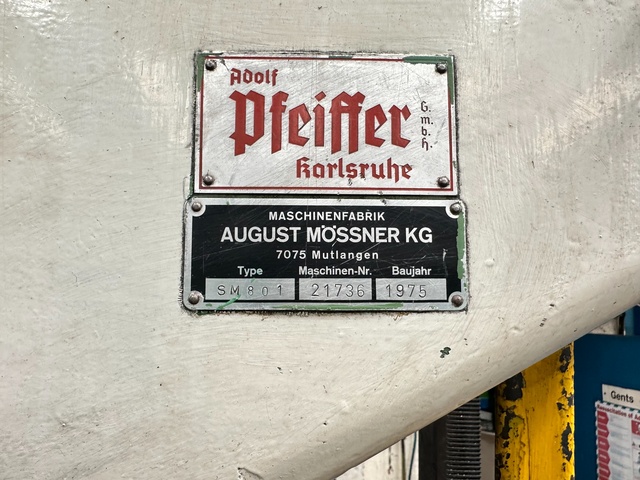 Adolf
Pfeiffer
G.m.b.H.
Karlsruhe
MASCHINENFABRIK
AUGUST MÖSSNER KG
7075 Mutlangen
Type Maschinen-Nr. Baujahr
SM801 21736 1975
Gents